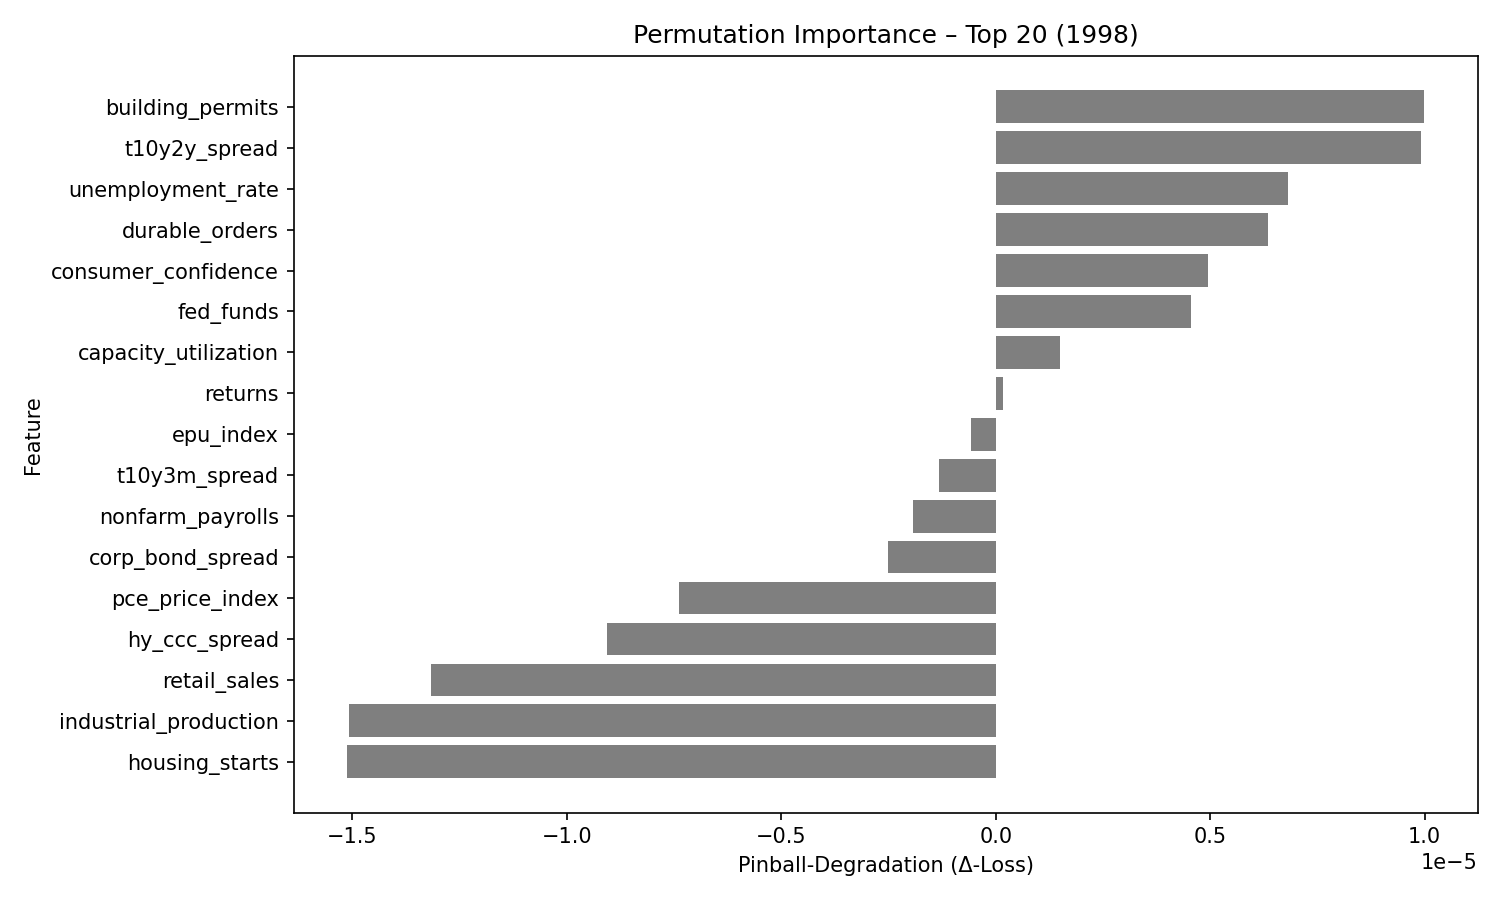 Permutation Importance – Top 20 (1998)
building_permits
t10y2y_spread
unemployment_rate
durable_orders
consumer_confidence
fed_funds
capacity_utilization
returns
epu_index
t10y3m_spread
nonfarm_payrolls
corp_bond_spread
pce_price_index
hy_ccc_spread
retail_sales
industrial_production
housing_starts
Feature
−1.5 −1.0 −0.5 0.0 0.5 1.0
1e−5
Pinball-Degradation (Δ-Loss)